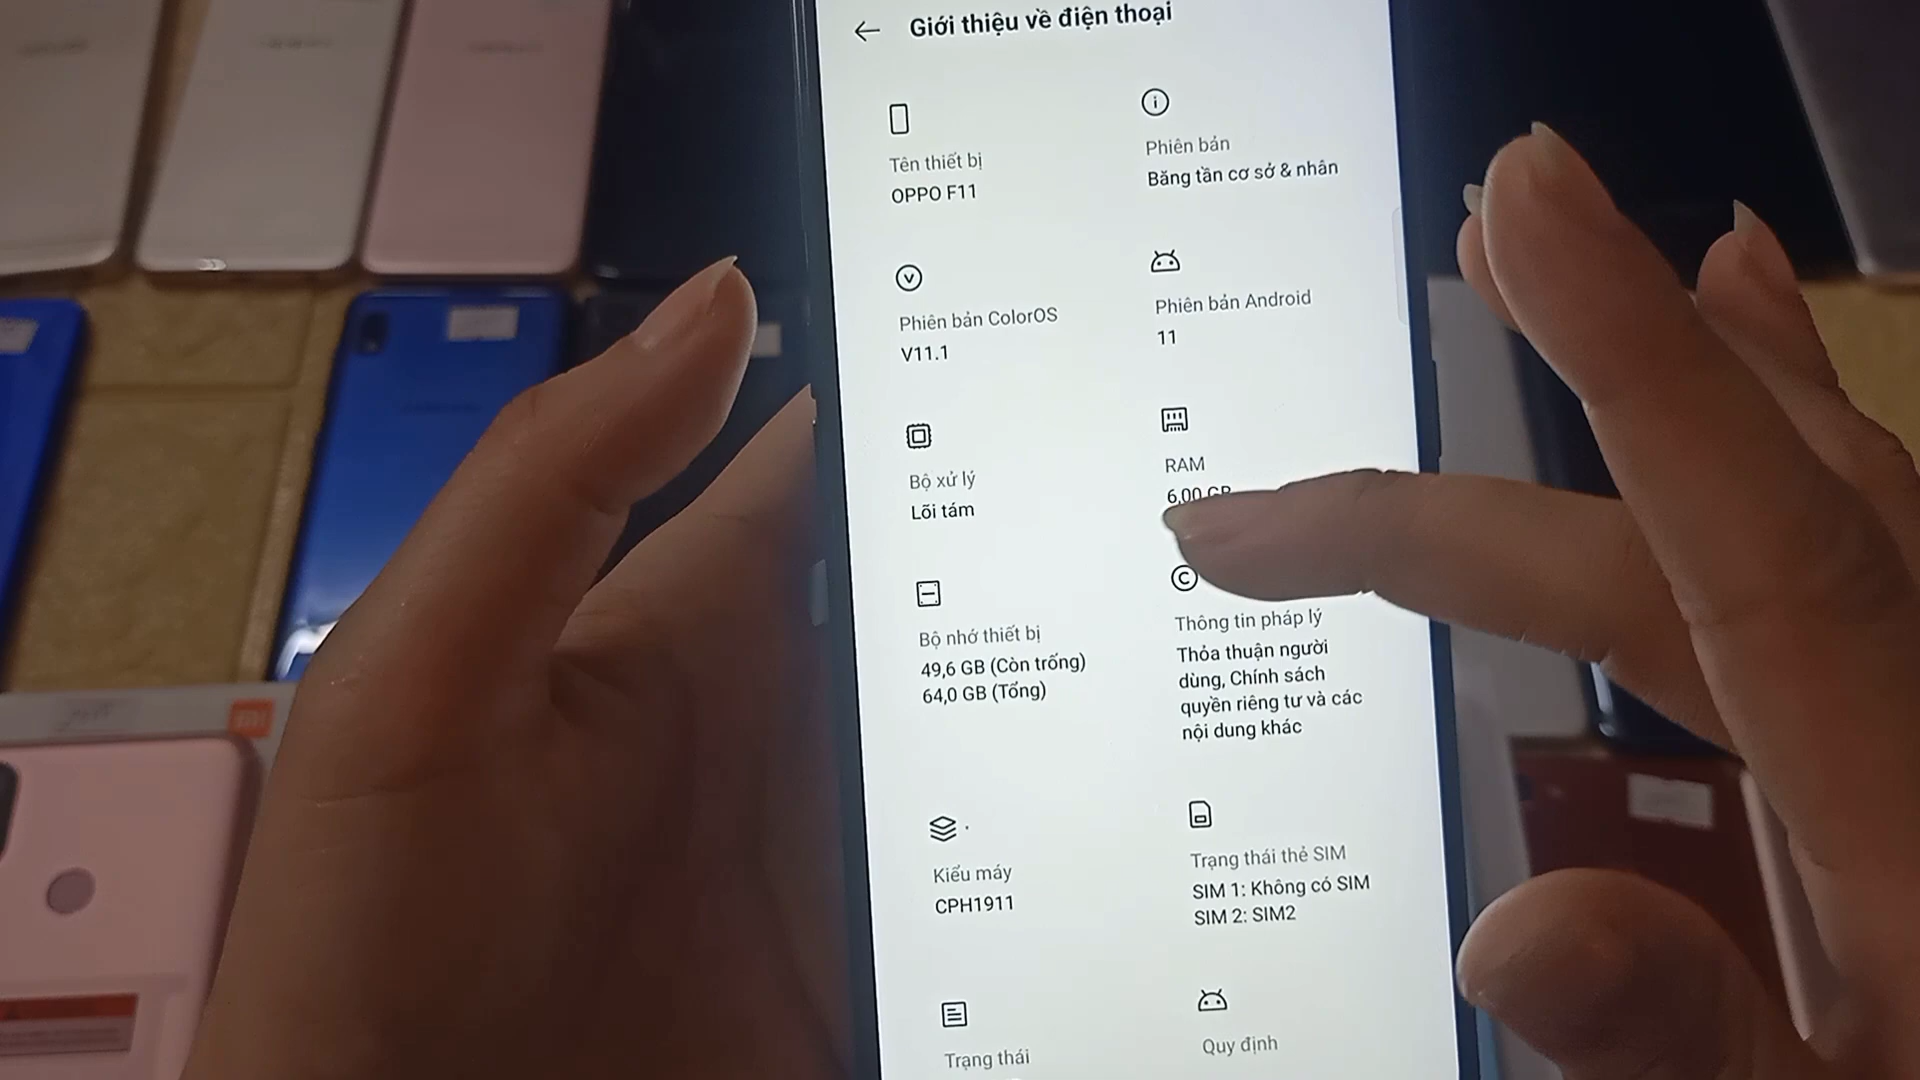 Giới thiệu về điện thoại
Tên thiết bị
OPPO F11
Phiên bản
Băng tần cơ sở & nhân
Phiên bản ColorOS
V11.1
Phiên bản Android
11
Bộ xử lý
Lõi tám
RAM
6,00 GB
Bộ nhớ thiết bị
49,6 GB (Còn trống)
64,0 GB (Tổng)
Thông tin pháp lý
Thỏa thuận người
dùng, Chính sách
quyền riêng tư và các
nội dung khác
Kiểu máy
CPH1911
Trạng thái thẻ SIM
SIM 1: Không có SIM
SIM 2: SIM2
Trạng thái
Quy định
mi